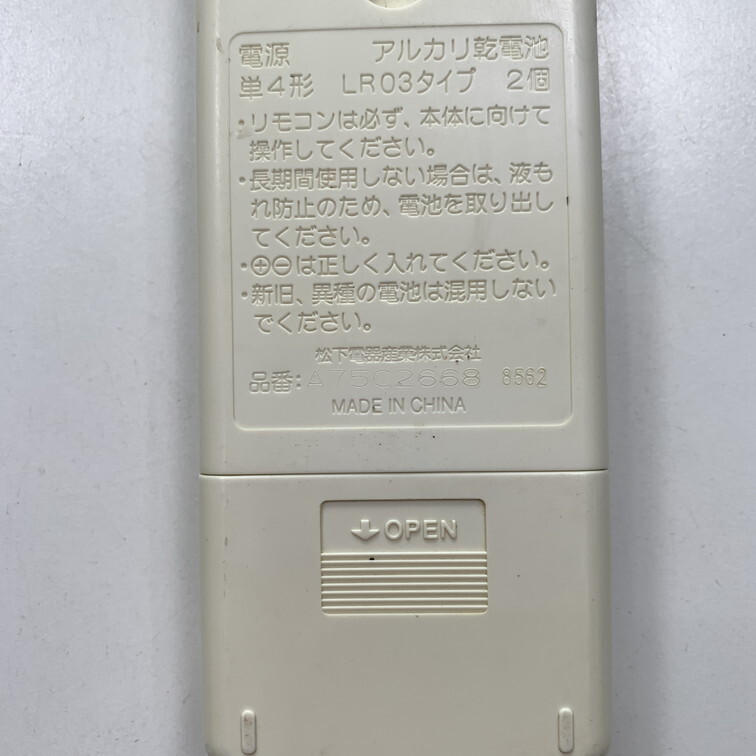 電源 アルカリ乾電池
単4形 LR03タイプ 2個
・リモコンは必ず、本体に向けて
操作してください。
・長期間使用しない場合は、液も
れ防止のため、電池を取り出し
てください。
・⊕⊖は正しく入れてください。
・新旧、異種の電池は混用しない
でください。
松下電器産業株式会社
品番:A75C2668 8562
MADE IN CHINA
↓OPEN